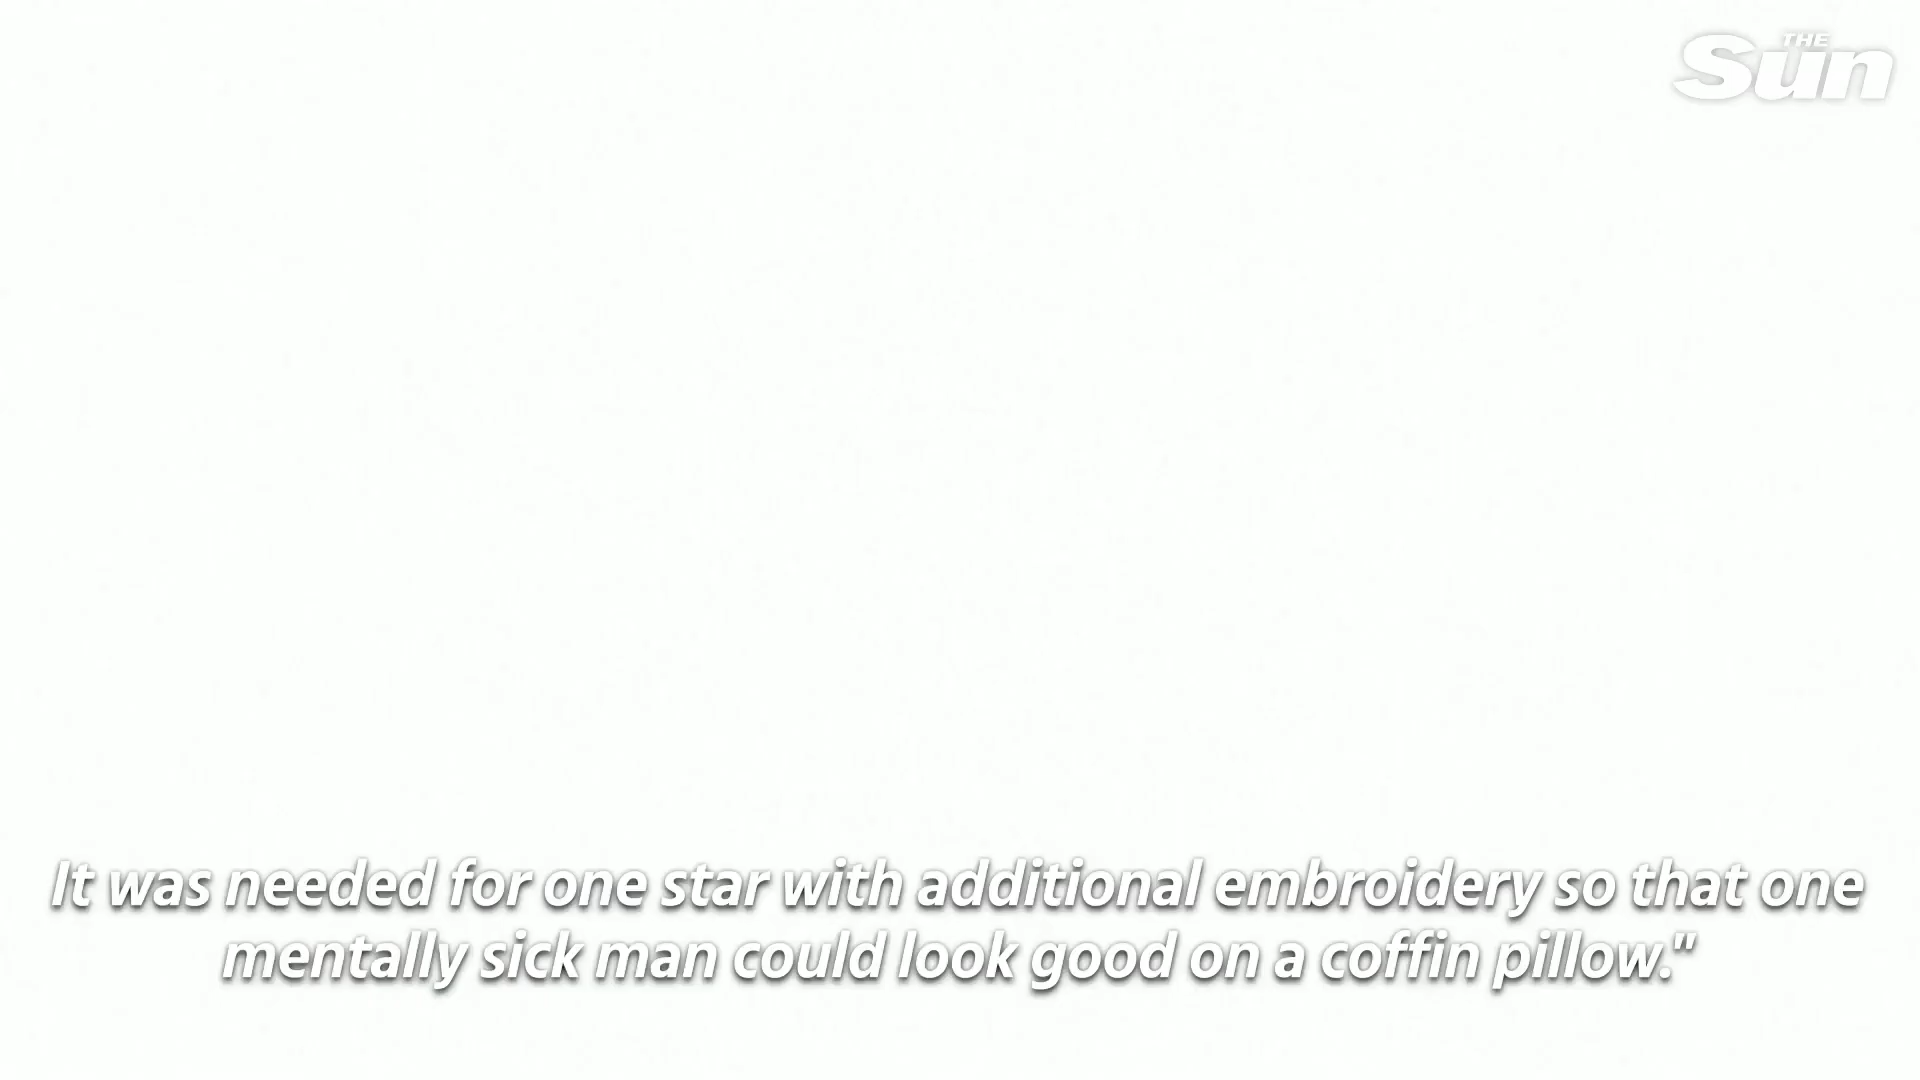 THE
Sun
It was needed for one star with additional embroidery so that one
mentally sick man could look good on a coffin pillow."